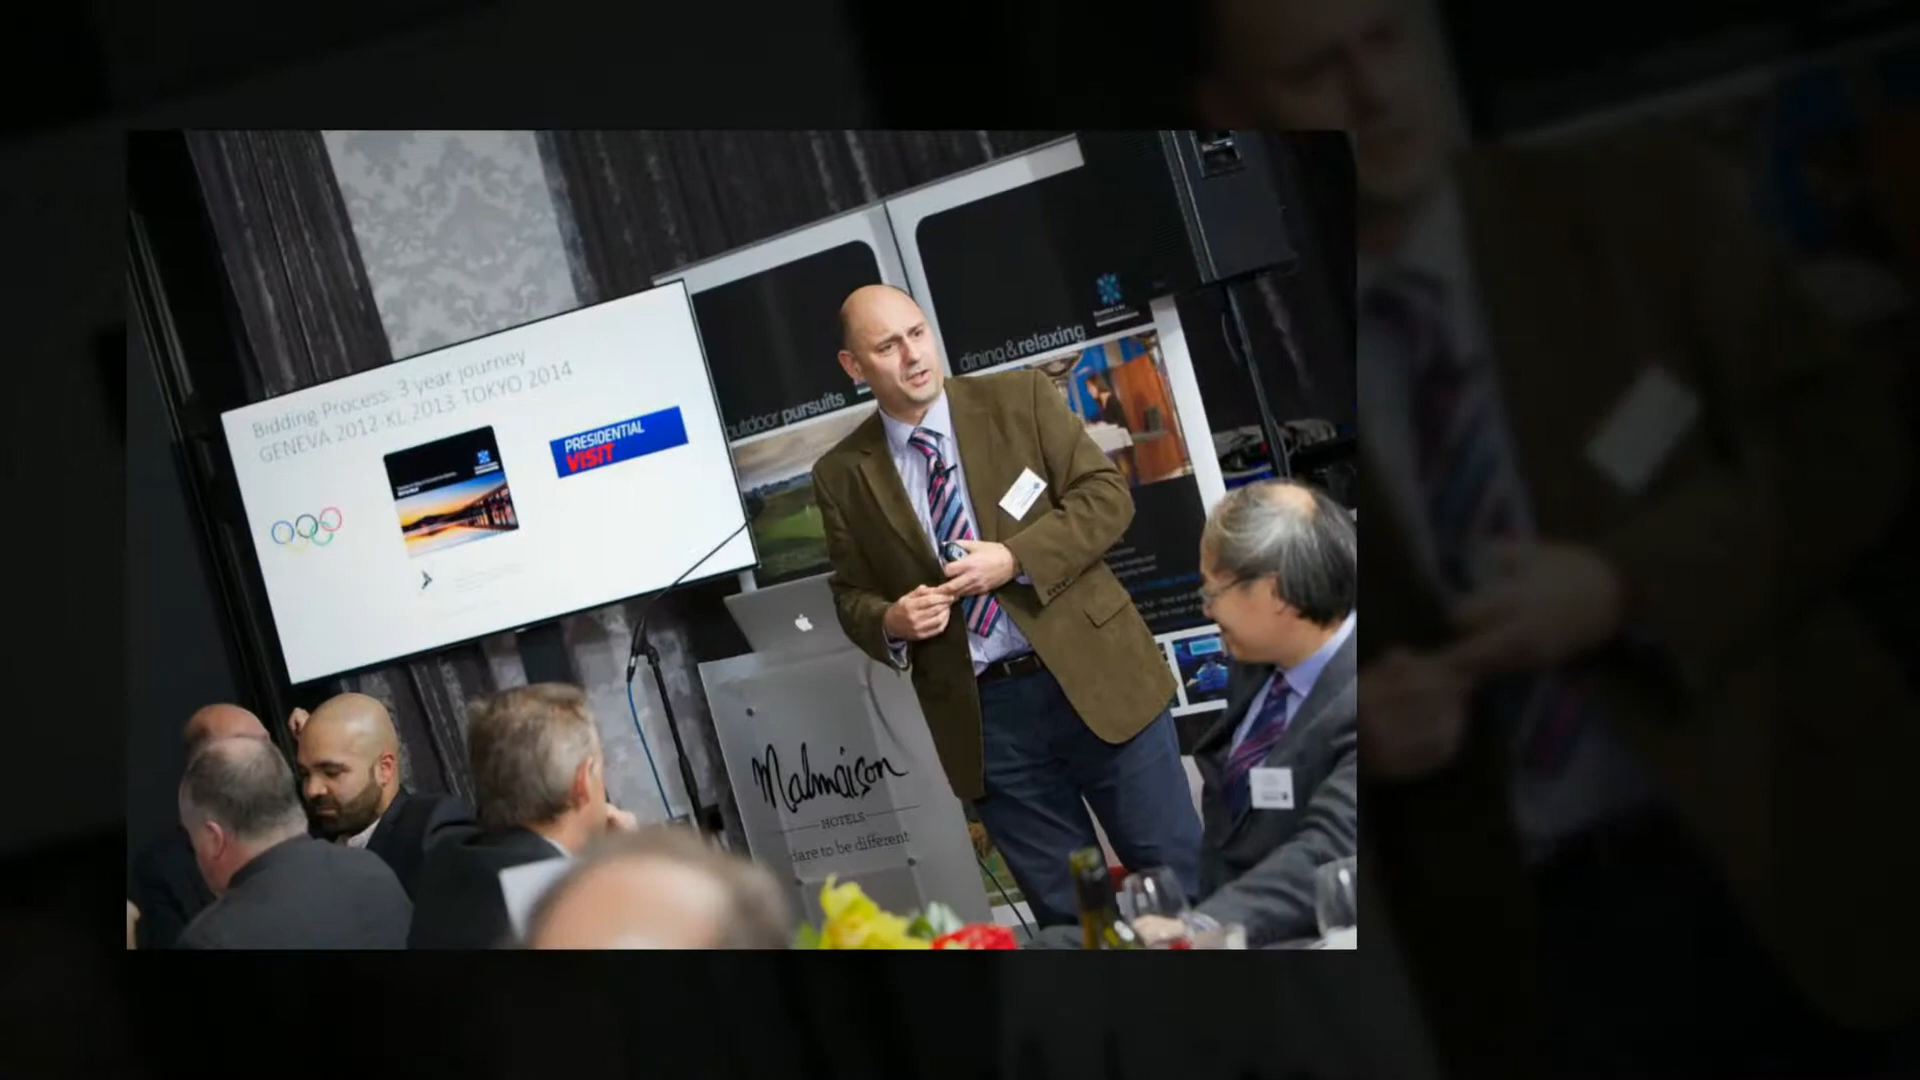 Bidding Process: 3 year journey
GENEVA 2012-KL 2013-TOKYO 2014
PRESIDENTIAL
VISIT
outdoor pursuits
dining & relaxing
Malmaison
HOTELS
dare to be different